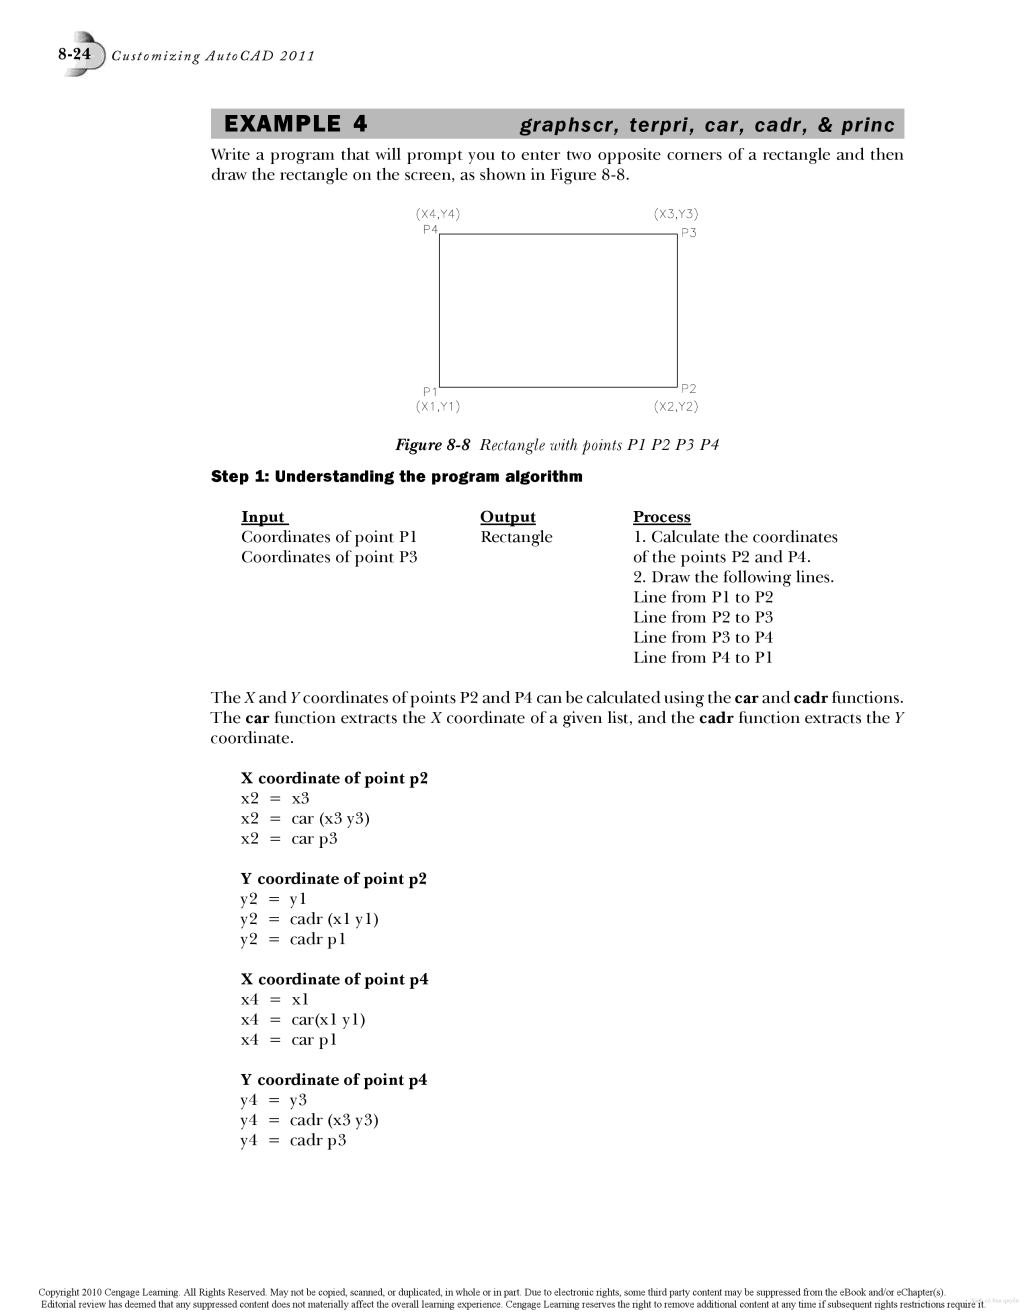 8-24 Customizing AutoCAD 2011
EXAMPLE 4 graphscr, terpri, car, cadr, & princ
Write a program that will prompt you to enter two opposite corners of a rectangle and then
draw the rectangle on the screen, as shown in Figure 8-8.
(X4,Y4) (X3,Y3)
P4 P3
P1 P2
(X1,Y1) (X2,Y2)
Figure 8-8 Rectangle with points P1 P2 P3 P4
Step 1: Understanding the program algorithm
Input Output Process
Coordinates of point P1 Rectangle 1. Calculate the coordinates
Coordinates of point P3 of the points P2 and P4.
2. Draw the following lines.
Line from P1 to P2
Line from P2 to P3
Line from P3 to P4
Line from P4 to P1
The X and Y coordinates of points P2 and P4 can be calculated using the car and cadr functions.
The car function extracts the X coordinate of a given list, and the cadr function extracts the Y
coordinate.
X coordinate of point p2
x2 = x3
x2 = car (x3 y3)
x2 = car p3
Y coordinate of point p2
y2 = y1
y2 = cadr (x1 y1)
y2 = cadr p1
X coordinate of point p4
x4 = x1
x4 = car(x1 y1)
x4 = car p1
Y coordinate of point p4
y4 = y3
y4 = cadr (x3 y3)
y4 = cadr p3
Copyright 2010 Cengage Learning. All Rights Reserved. May not be copied, scanned, or duplicated, in whole or in part. Due to electronic rights, some third party content may be suppressed from the eBook and/or eChapter(s).
Editorial review has deemed that any suppressed content does not materially affect the overall learning experience. Cengage Learning reserves the right to remove additional content at any time if subsequent rights restrictions require it.